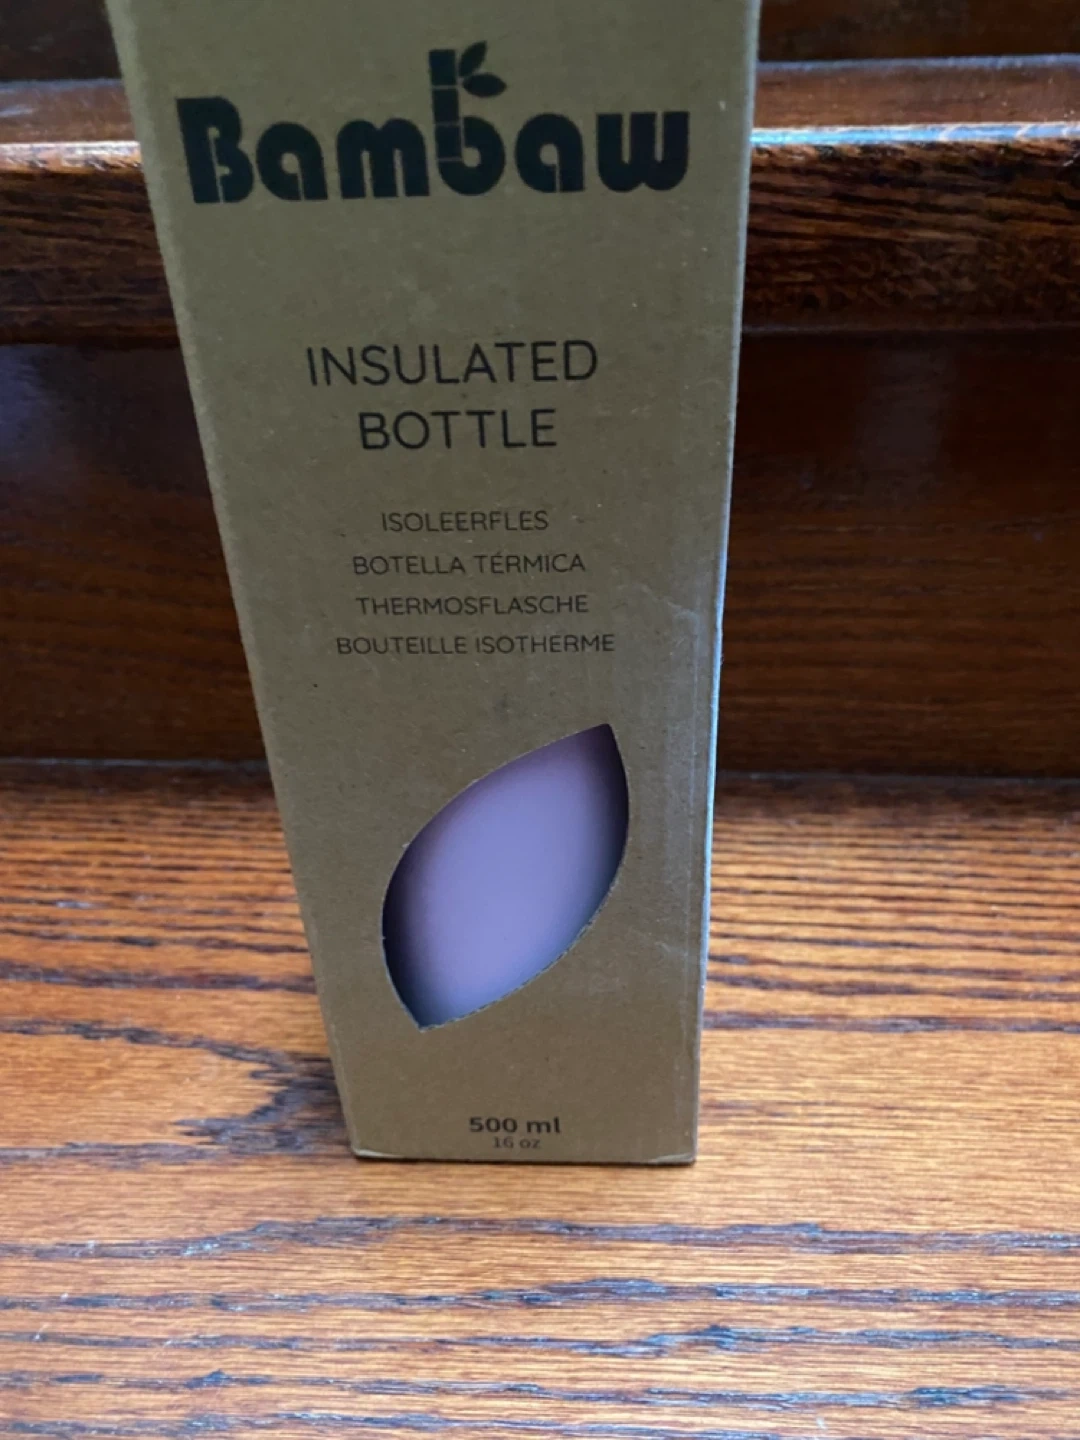 Bambaw
INSULATED
BOTTLE
ISOLEERFLES
BOTELLA TÉRMICA
THERMOSFLASCHE
BOUTEILLE ISOTHERME
500 ml
16 oz